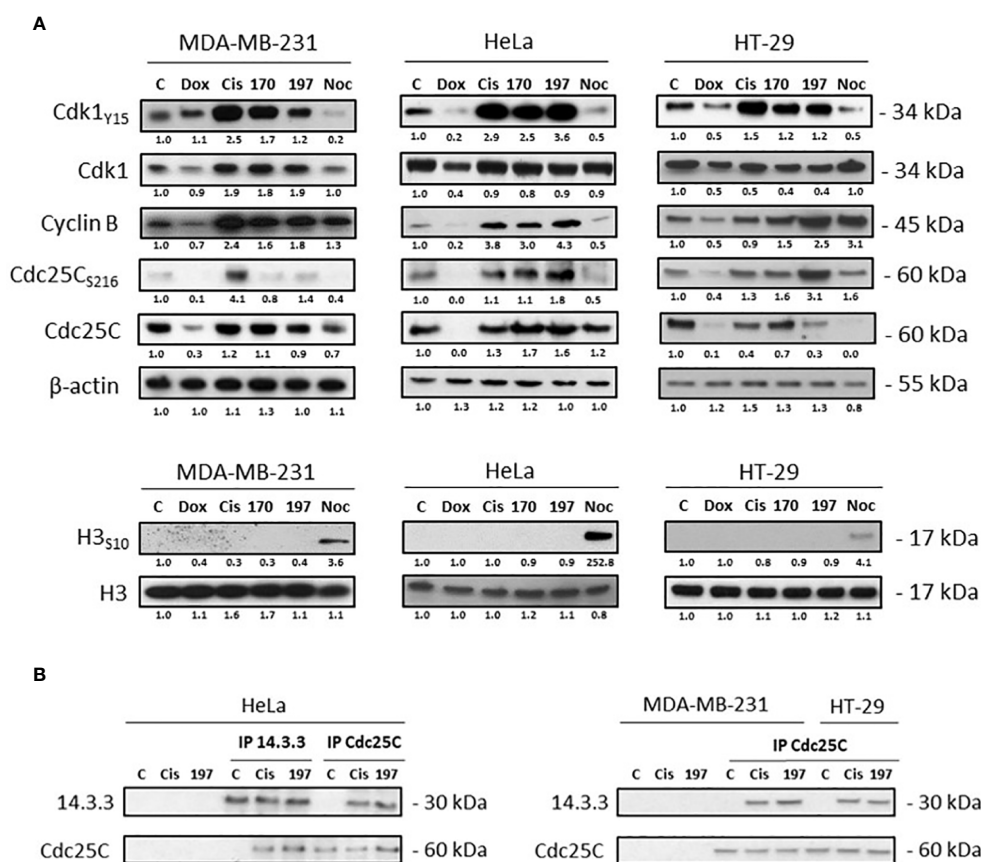 A
MDA-MB-231 HeLa HT-29
C Dox Cis 170 197 Noc C Dox Cis 170 197 Noc C Dox Cis 170 197 Noc
Cdk1Y15 - 34 kDa
1.0 1.1 2.5 1.7 1.2 0.2 1.0 0.2 2.9 2.5 3.6 0.5 1.0 0.5 1.5 1.2 1.2 0.5
Cdk1 - 34 kDa
1.0 0.9 1.9 1.8 1.9 1.0 1.0 0.4 0.9 0.8 0.9 0.9 1.0 0.5 0.5 0.4 0.4 1.0
Cyclin B - 45 kDa
1.0 0.7 2.4 1.6 1.8 1.3 1.0 0.2 3.8 3.0 4.3 0.5 1.0 0.5 0.9 1.5 2.5 3.1
Cdc25CS216 - 60 kDa
1.0 0.1 4.1 0.8 1.4 0.4 1.0 0.0 1.1 1.1 1.8 0.5 1.0 0.4 1.3 1.6 3.1 1.6
Cdc25C - 60 kDa
1.0 0.3 1.2 1.1 0.9 0.7 1.0 0.0 1.3 1.7 1.6 1.2 1.0 0.1 0.4 0.7 0.3 0.0
β-actin - 55 kDa
1.0 1.0 1.1 1.3 1.0 1.1 1.0 1.3 1.2 1.2 1.0 1.0 1.0 1.2 1.5 1.3 1.3 0.8
MDA-MB-231 HeLa HT-29
C Dox Cis 170 197 Noc C Dox Cis 170 197 Noc C Dox Cis 170 197 Noc
H3S10 - 17 kDa
1.0 0.4 0.3 0.3 0.4 3.6 1.0 1.0 1.0 0.9 0.9 252.8 1.0 1.0 0.8 0.9 0.9 4.1
H3 - 17 kDa
1.0 1.1 1.6 1.7 1.1 1.1 1.0 1.0 1.0 1.2 1.1 0.8 1.0 1.0 1.1 1.0 1.2 1.1
B
HeLa MDA-MB-231 HT-29
IP 14.3.3 IP Cdc25C IP Cdc25C
C Cis 197 C Cis 197 C Cis 197 C Cis 197 C Cis 197 C Cis 197
14.3.3 - 30 kDa 14.3.3 - 30 kDa
Cdc25C - 60 kDa Cdc25C - 60 kDa